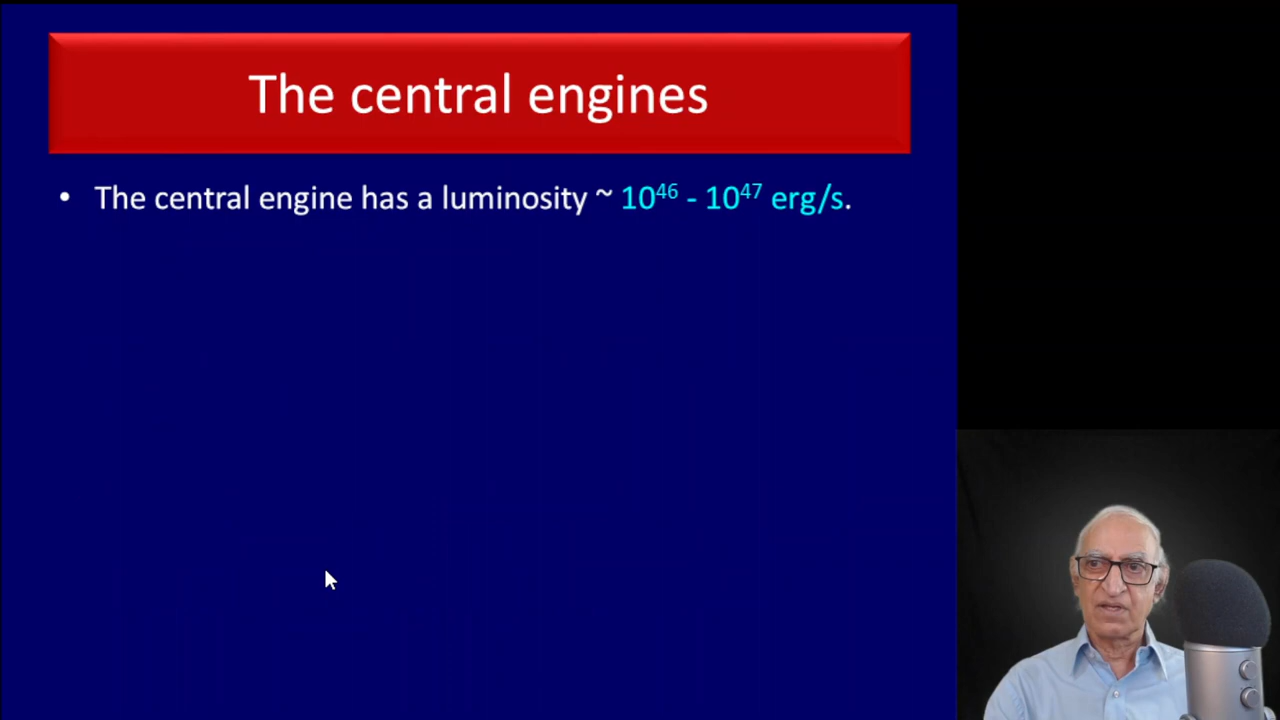 The central engines
• The central engine has a luminosity ~ 10⁴⁶ - 10⁴⁷ erg/s.